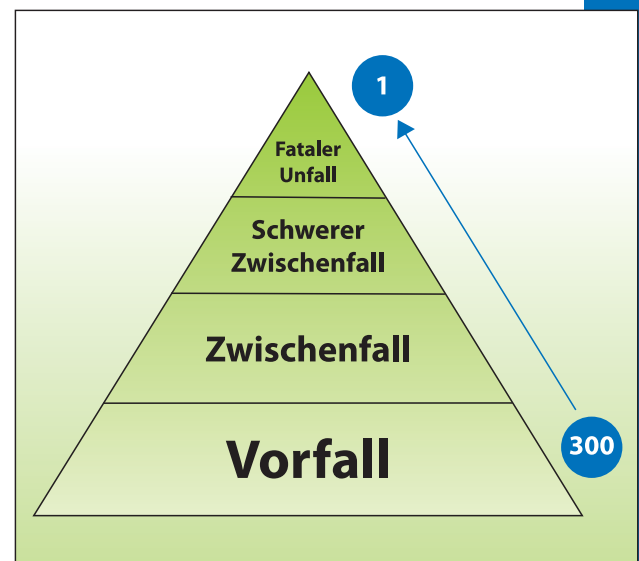 1
Fataler
Unfall
Schwerer
Zwischenfall
Zwischenfall
Vorfall
300